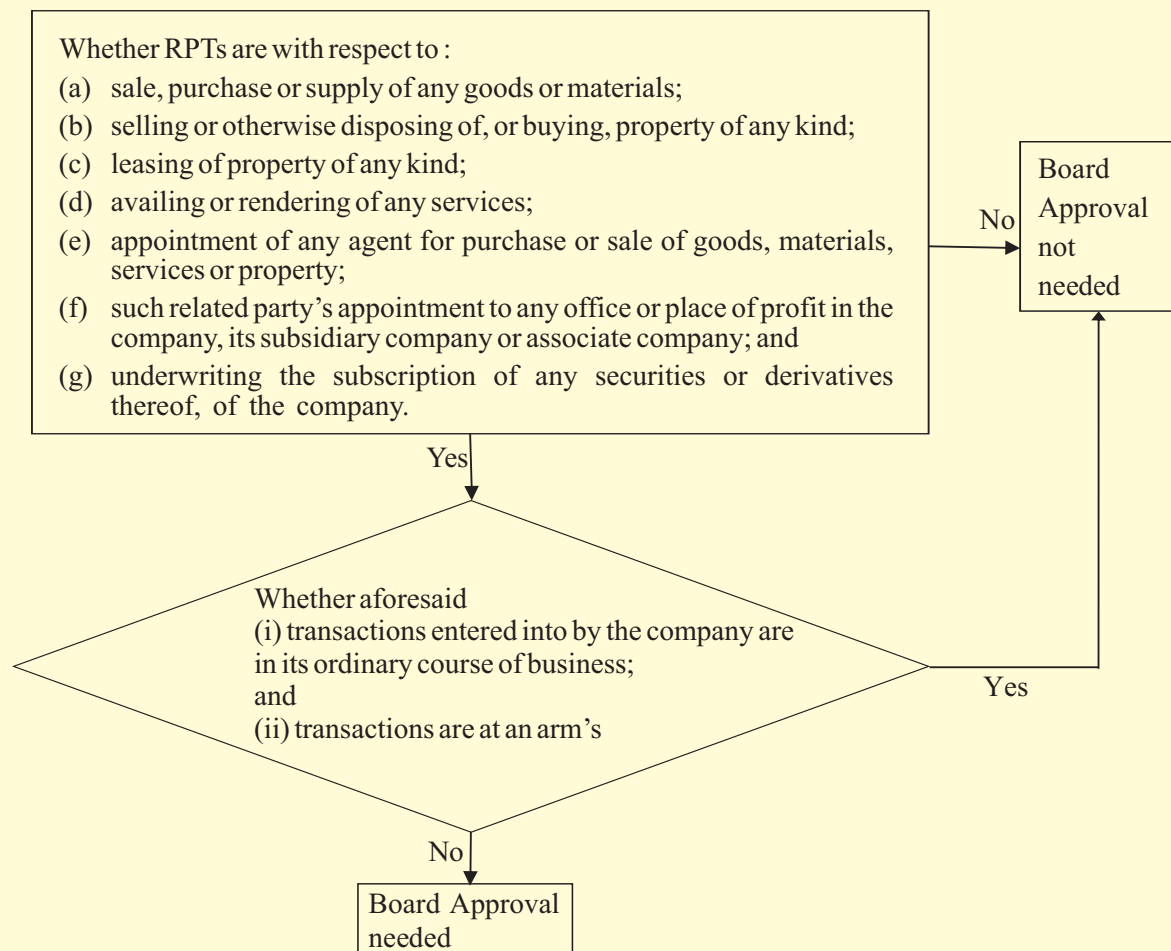 Whether RPTs are with respect to :
(a) sale, purchase or supply of any goods or materials;
(b) selling or otherwise disposing of, or buying, property of any kind;
(c) leasing of property of any kind;
(d) availing or rendering of any services;
(e) appointment of any agent for purchase or sale of goods, materials,
services or property;
(f) such related party's appointment to any office or place of profit in the
company, its subsidiary company or associate company; and
(g) underwriting the subscription of any securities or derivatives
thereof, of the company.
No
Board
Approval
not
needed
Yes
Whether aforesaid
(i) transactions entered into by the company are
in its ordinary course of business;
and
(ii) transactions are at an arm's
Yes
No
Board Approval
needed